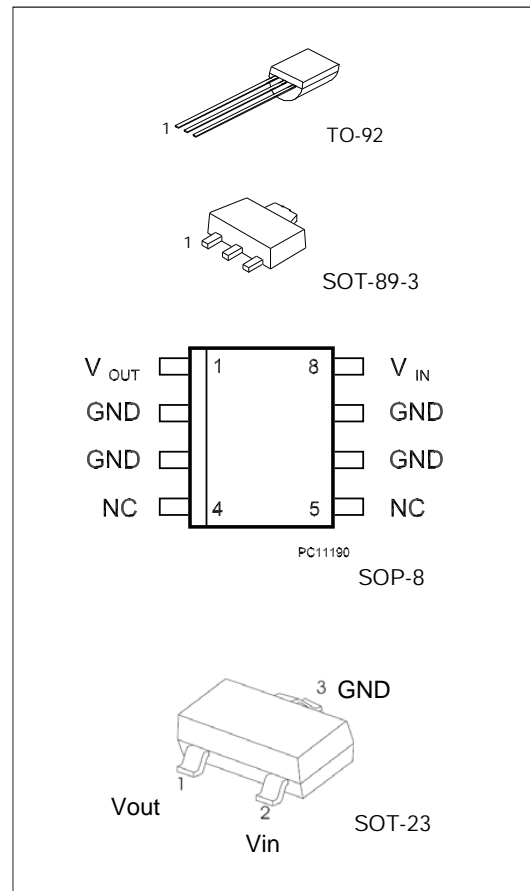 1
TO-92
1
SOT-89-3
V OUT 1 8 V IN
GND GND
GND GND
NC 4 5 NC
PC11190
SOP-8
3 GND
1
Vout
2
Vin
SOT-23